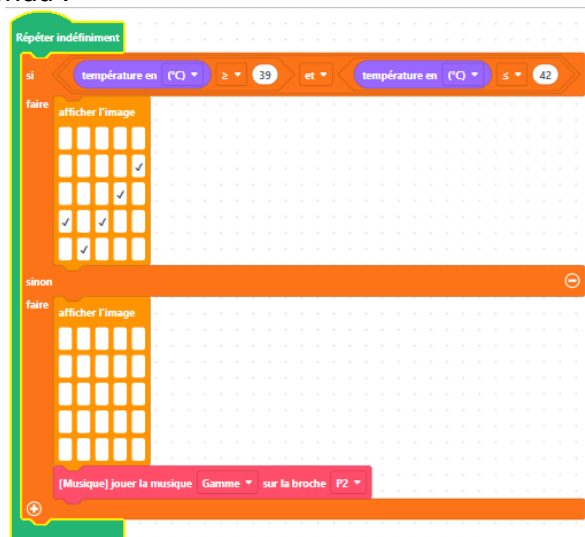 Répéter indéfiniment
si température en (°C) ≥ 39 et température en (°C) ≤ 42
faire afficher l'image
sinon
faire afficher l'image
[Musique] jouer la musique Gamme sur la broche P2